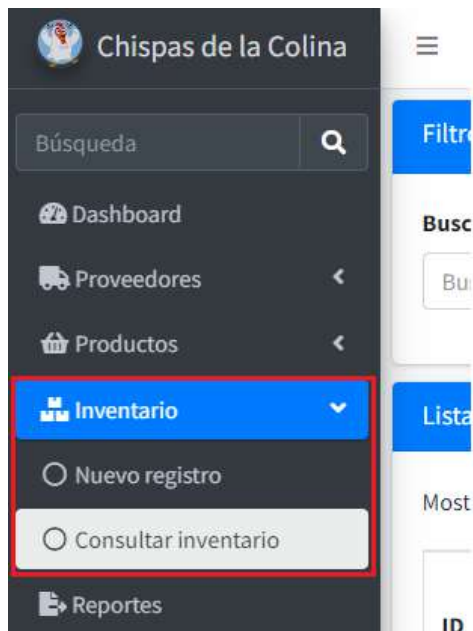 Chispas de la Colina
Búsqueda
Dashboard
Proveedores
Productos
Inventario
Nuevo registro
Consultar inventario
Reportes
Filtr
Busc
Bu
Lista
Most
ID